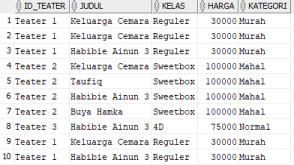 ID_TEATER JUDUL KELAS HARGA KATEGORI
1 Teater 1 Keluarga Cemara Reguler 30000 Murah
2 Teater 1 Keluarga Cemara Reguler 30000 Murah
3 Teater 1 Habibie Ainun 3 Reguler 30000 Murah
4 Teater 2 Keluarga Cemara Sweetbox 100000 Mahal
5 Teater 2 Taufiq Sweetbox 100000 Mahal
6 Teater 2 Habibie Ainun 3 Sweetbox 100000 Mahal
7 Teater 2 Buya Hamka Sweetbox 100000 Mahal
8 Teater 3 Habibie Ainun 3 4D 75000 Normal
9 Teater 1 Keluarga Cemara Reguler 30000 Murah
10 Teater 1 Habibie Ainun 3 Reguler 30000 Murah